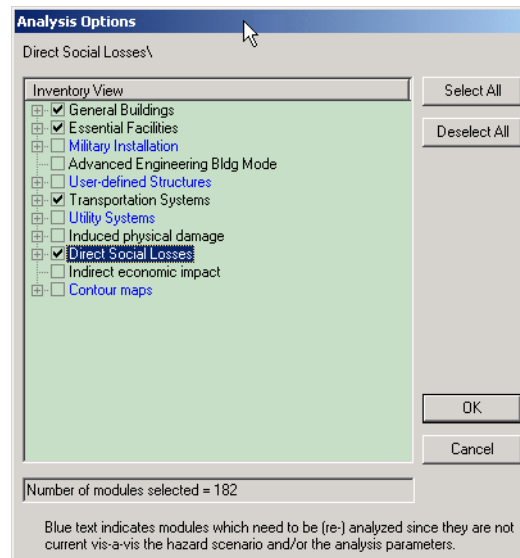 Analysis Options
Direct Social Losses\
Inventory View
General Buildings
Essential Facilities
Military Installation
Advanced Engineering Bldg Mode
User-defined Structures
Transportation Systems
Utility Systems
Induced physical damage
Direct Social Losses
Indirect economic impact
Contour maps
Select All
Deselect All
OK
Cancel
Number of modules selected = 182
Blue text indicates modules which need to be (re-) analyzed since they are not
current vis-a-vis the hazard scenario and/or the analysis parameters.